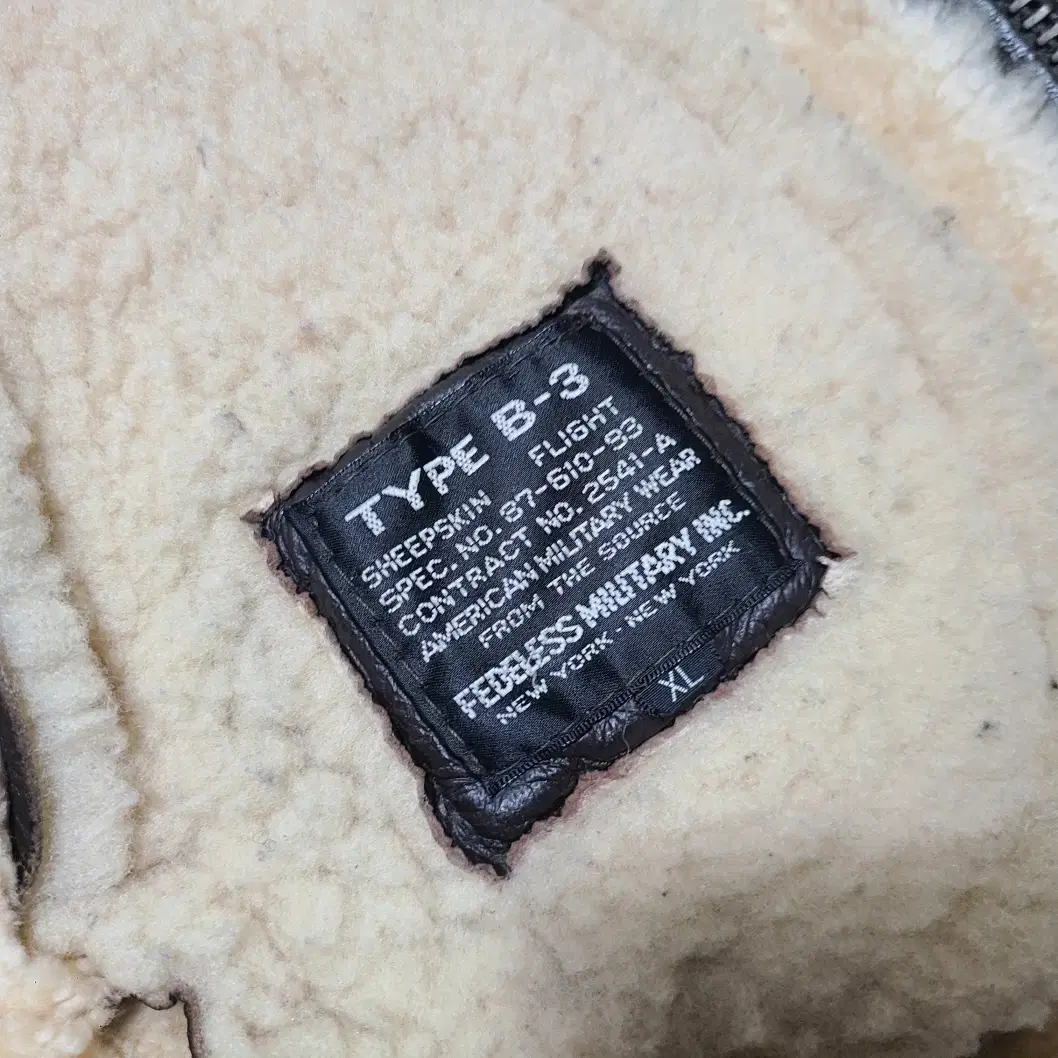 TYPE B-3
SHEEPSKIN FLIGHT
SPEC. NO. 87-610-93
CONTRACT NO. 2541-A
AMERICAN MILITARY WEAR
FROM THE SOURCE
FEDELESS MILITARY INC.
NEW YORK - NEW YORK
XL